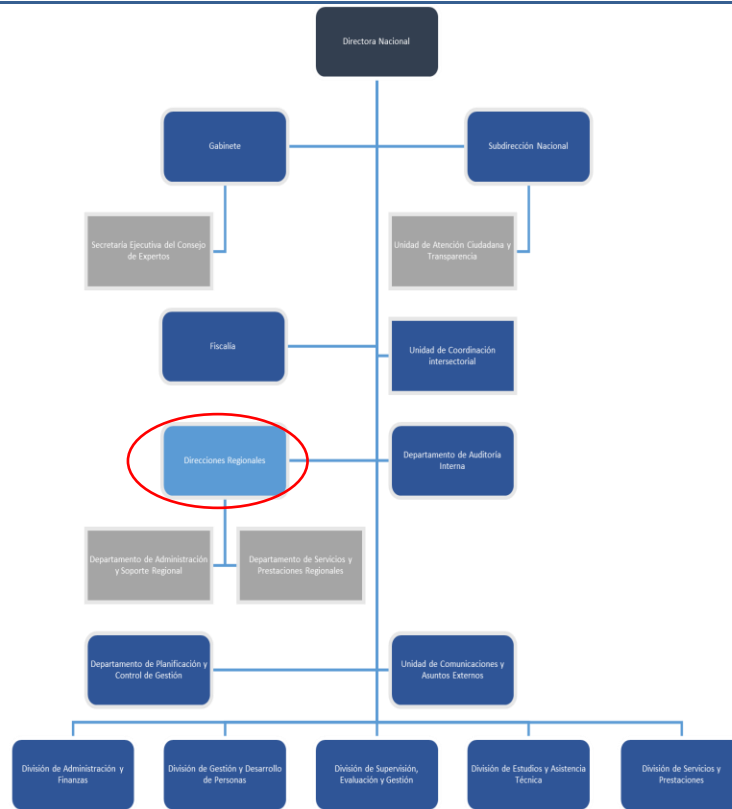 Directora Nacional
Gabinete
Subdirección Nacional
Secretaría Ejecutiva del Consejo
de Expertos
Unidad de Atención Ciudadana y
Transparencia
Fiscalía
Unidad de Coordinación
intersectorial
Direcciones Regionales
Departamento de Auditoría
Interna
Departamento de Administración
y Soporte Regional
Departamento de Servicios y
Prestaciones Regionales
Departamento de Planificación y
Control de Gestión
Unidad de Comunicaciones y
Asuntos Externos
División de Administración y
Finanzas
División de Gestión y Desarrollo
de Personas
División de Supervisión,
Evaluación y Gestión
División de Estudios y Asistencia
Técnica
División de Servicios y
Prestaciones